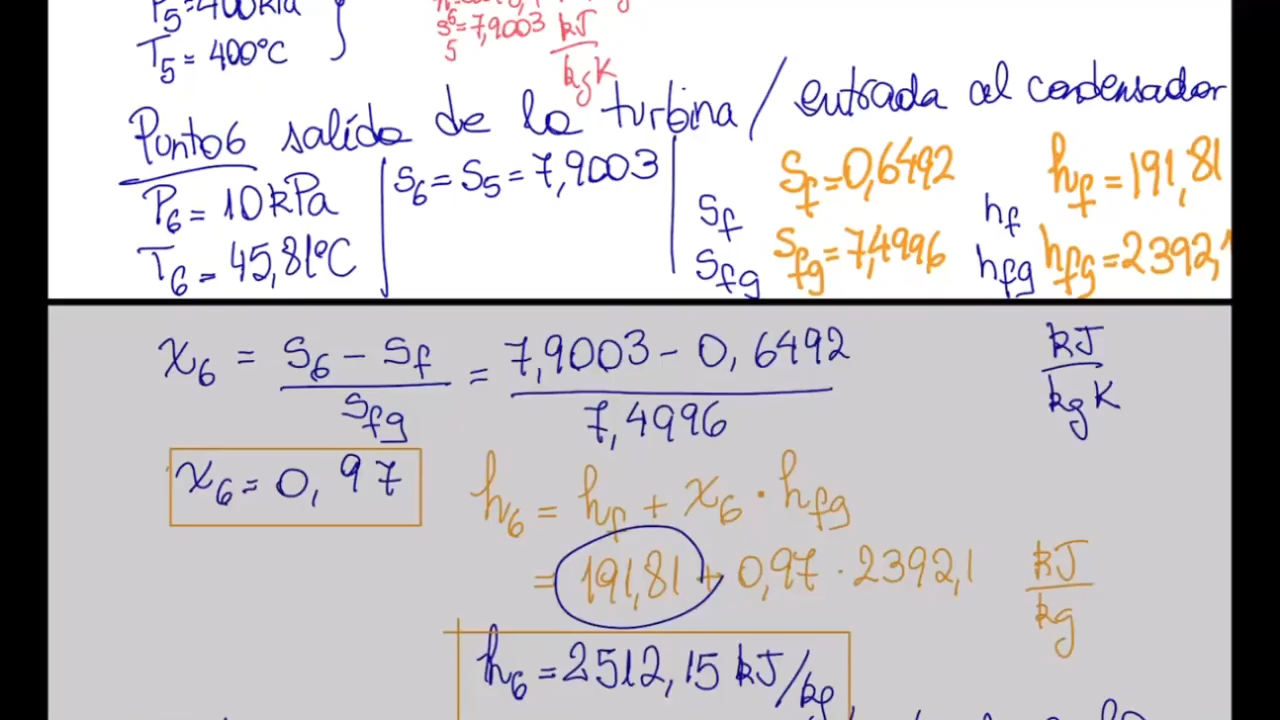 P5=400kPa
T5= 400°C
s5=7,9003 kJ/kgK
Punto6 salida de la turbina / entrada al condensador
P6= 10kPa
T6= 45,81°C
S6=S5=7,9003
Sf
Sfg
Sf=0,6492
Sfg=7,4996
hf
hfg
hf=191,81
hfg=2392,1
x6 = S6 - Sf / Sfg = 7,9003 - 0,6492 / 7,4996
kJ/kg K
x6= 0,97
h6 = hf + x6 · hfg
= 191,81 + 0,97 · 2392,1 kJ/kg
h6=2512,15 kJ/kg